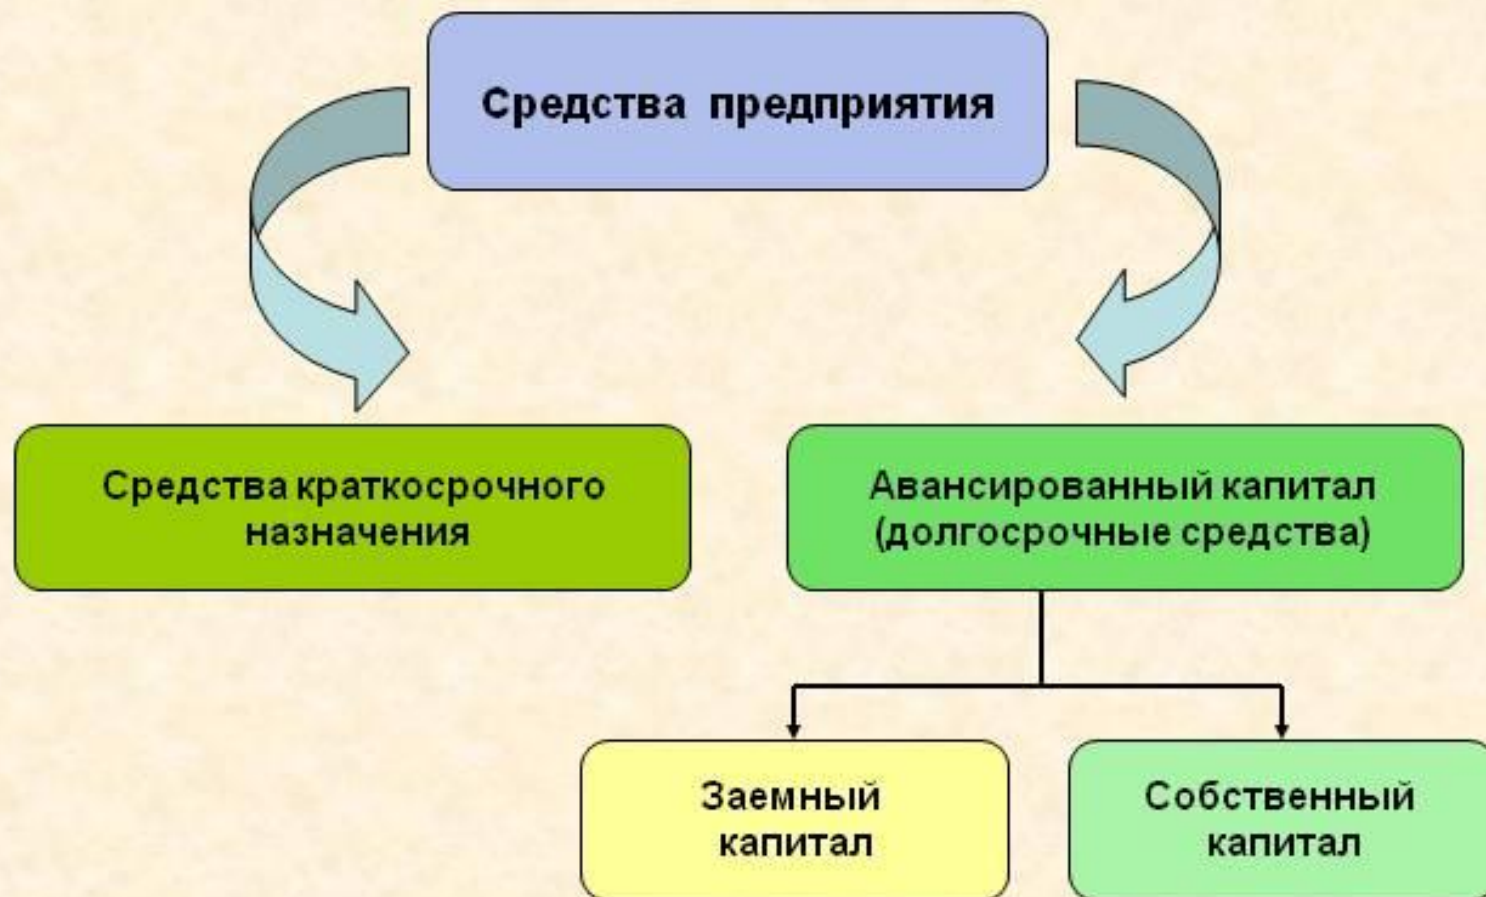 Средства предприятия
Средства краткосрочного
назначения
Авансированный капитал
(долгосрочные средства)
Заемный
капитал
Собственный
капитал